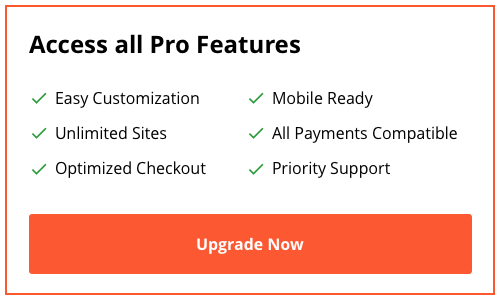 Access all Pro Features
Easy Customization
Mobile Ready
Unlimited Sites
All Payments Compatible
Optimized Checkout
Priority Support
Upgrade Now